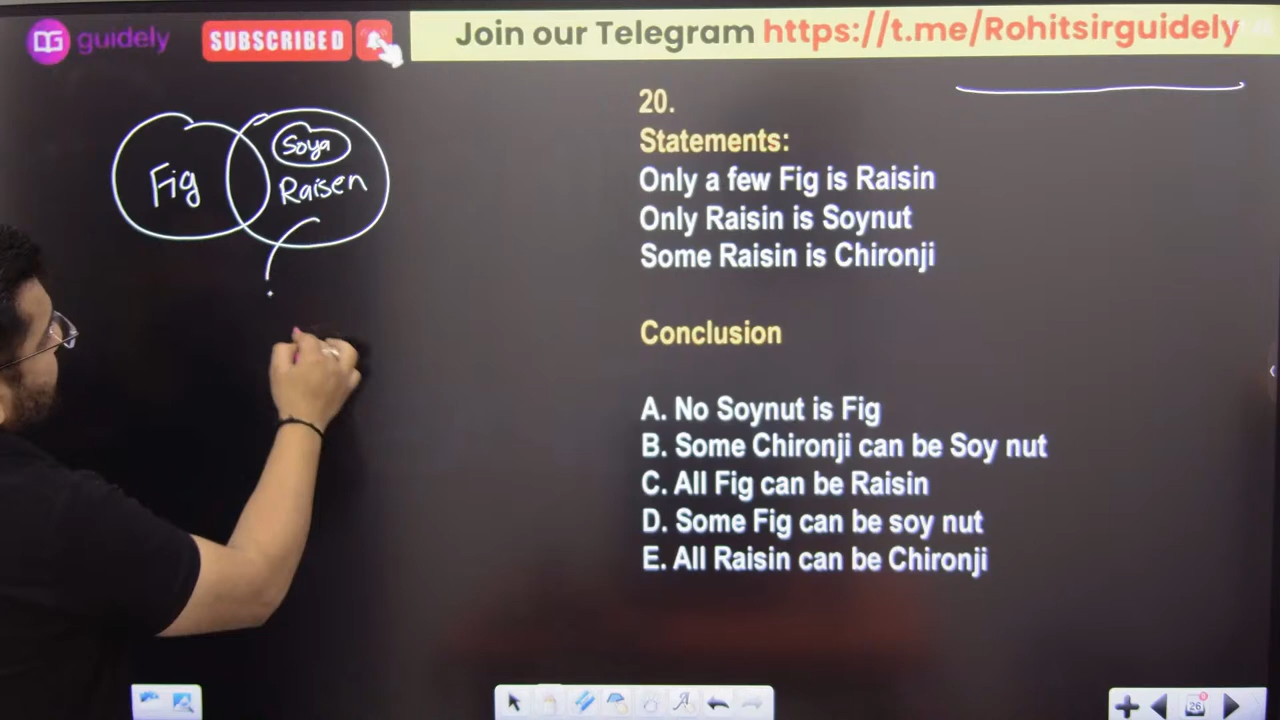 guidely
SUBSCRIBED
Join our Telegram https://t.me/Rohitsirguidely
Soya
Fig
Raisen
20.
Statements:
Only a few Fig is Raisin
Only Raisin is Soynut
Some Raisin is Chironji
Conclusion
A. No Soynut is Fig
B. Some Chironji can be Soy nut
C. All Fig can be Raisin
D. Some Fig can be soy nut
E. All Raisin can be Chironji
26